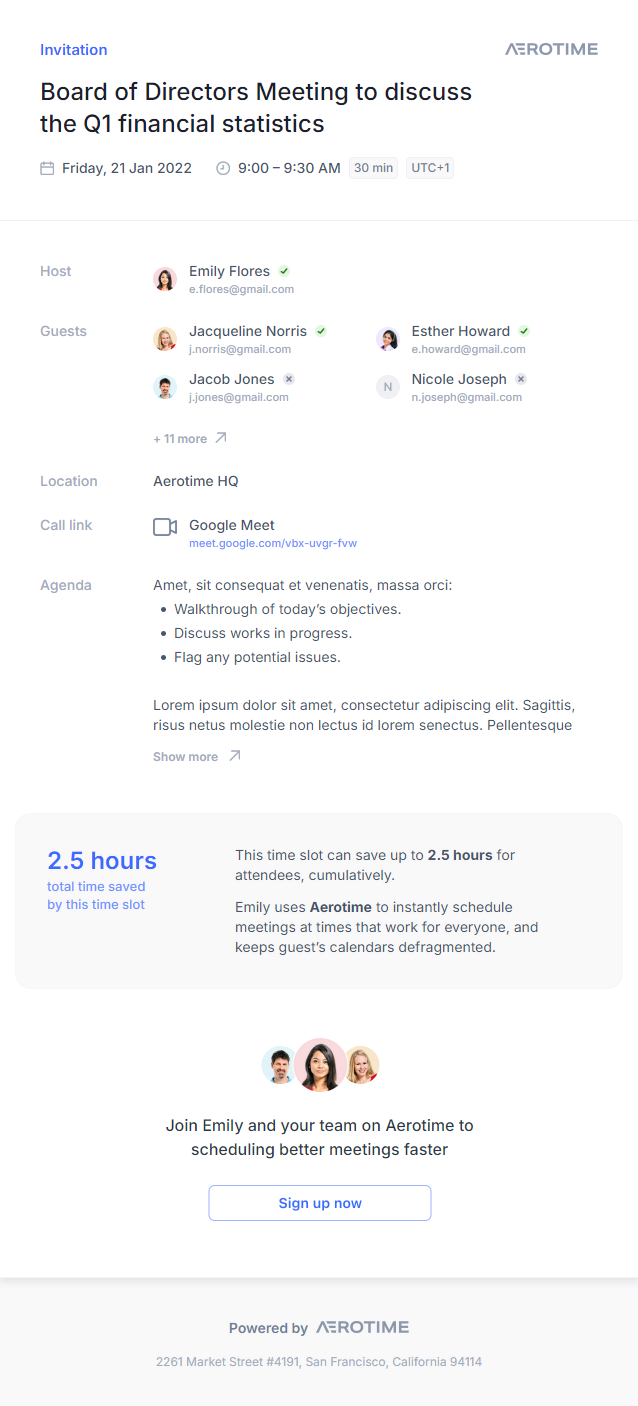 Invitation
AEROTIME
Board of Directors Meeting to discuss
the Q1 financial statistics
Friday, 21 Jan 2022 9:00 – 9:30 AM 30 min UTC+1
Host
Emily Flores
e.flores@gmail.com
Guests
Jacqueline Norris
j.norris@gmail.com
Esther Howard
e.howard@gmail.com
Jacob Jones
j.jones@gmail.com
N
Nicole Joseph
n.joseph@gmail.com
+ 11 more
Location
Aerotime HQ
Call link
Google Meet
meet.google.com/vbx-uvgr-fvw
Agenda
Amet, sit consequat et venenatis, massa orci:
• Walkthrough of today’s objectives.
• Discuss works in progress.
• Flag any potential issues.
Lorem ipsum dolor sit amet, consectetur adipiscing elit. Sagittis,
risus netus molestie non lectus id lorem senectus. Pellentesque
Show more
2.5 hours
total time saved
by this time slot
This time slot can save up to 2.5 hours for
attendees, cumulatively.
Emily uses Aerotime to instantly schedule
meetings at times that work for everyone, and
keeps guest’s calendars defragmented.
Join Emily and your team on Aerotime to
scheduling better meetings faster
Sign up now
Powered by AEROTIME
2261 Market Street #4191, San Francisco, California 94114